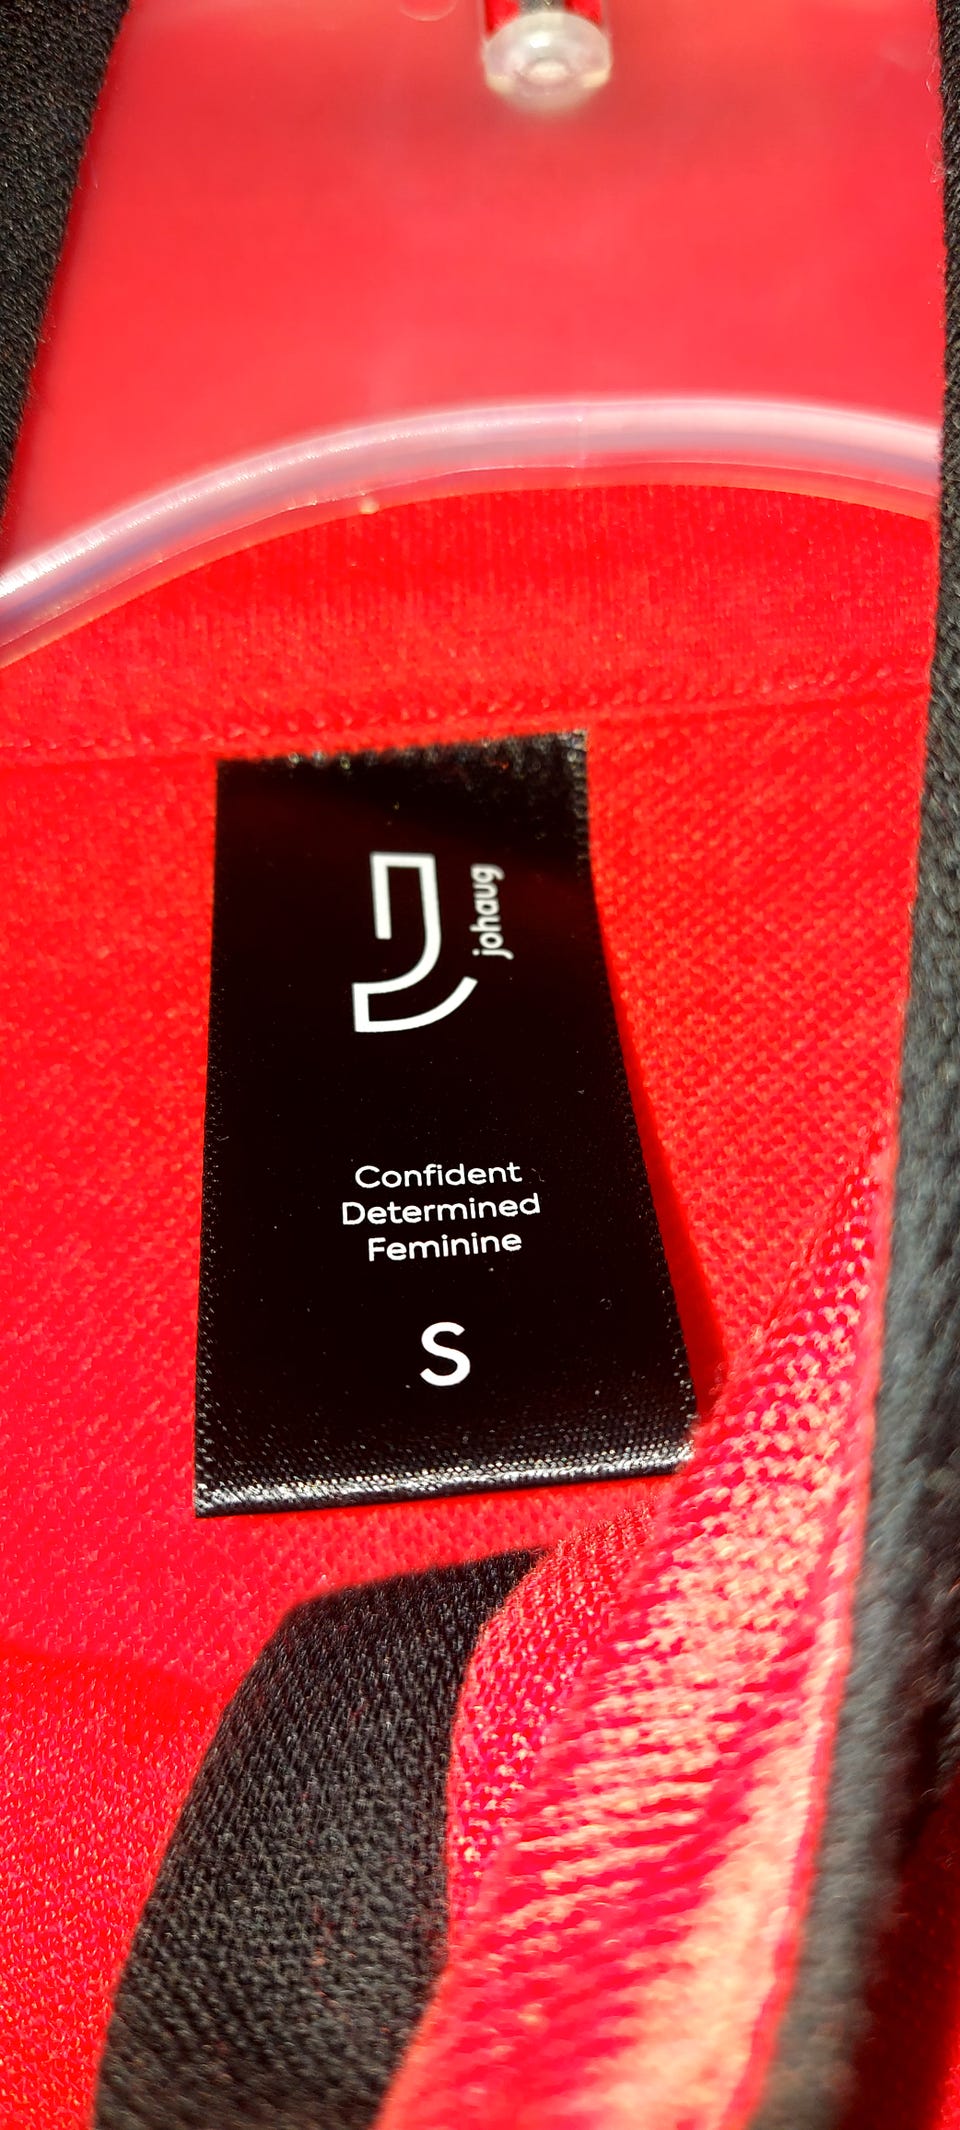 johaug
Confident
Determined
Feminine
S